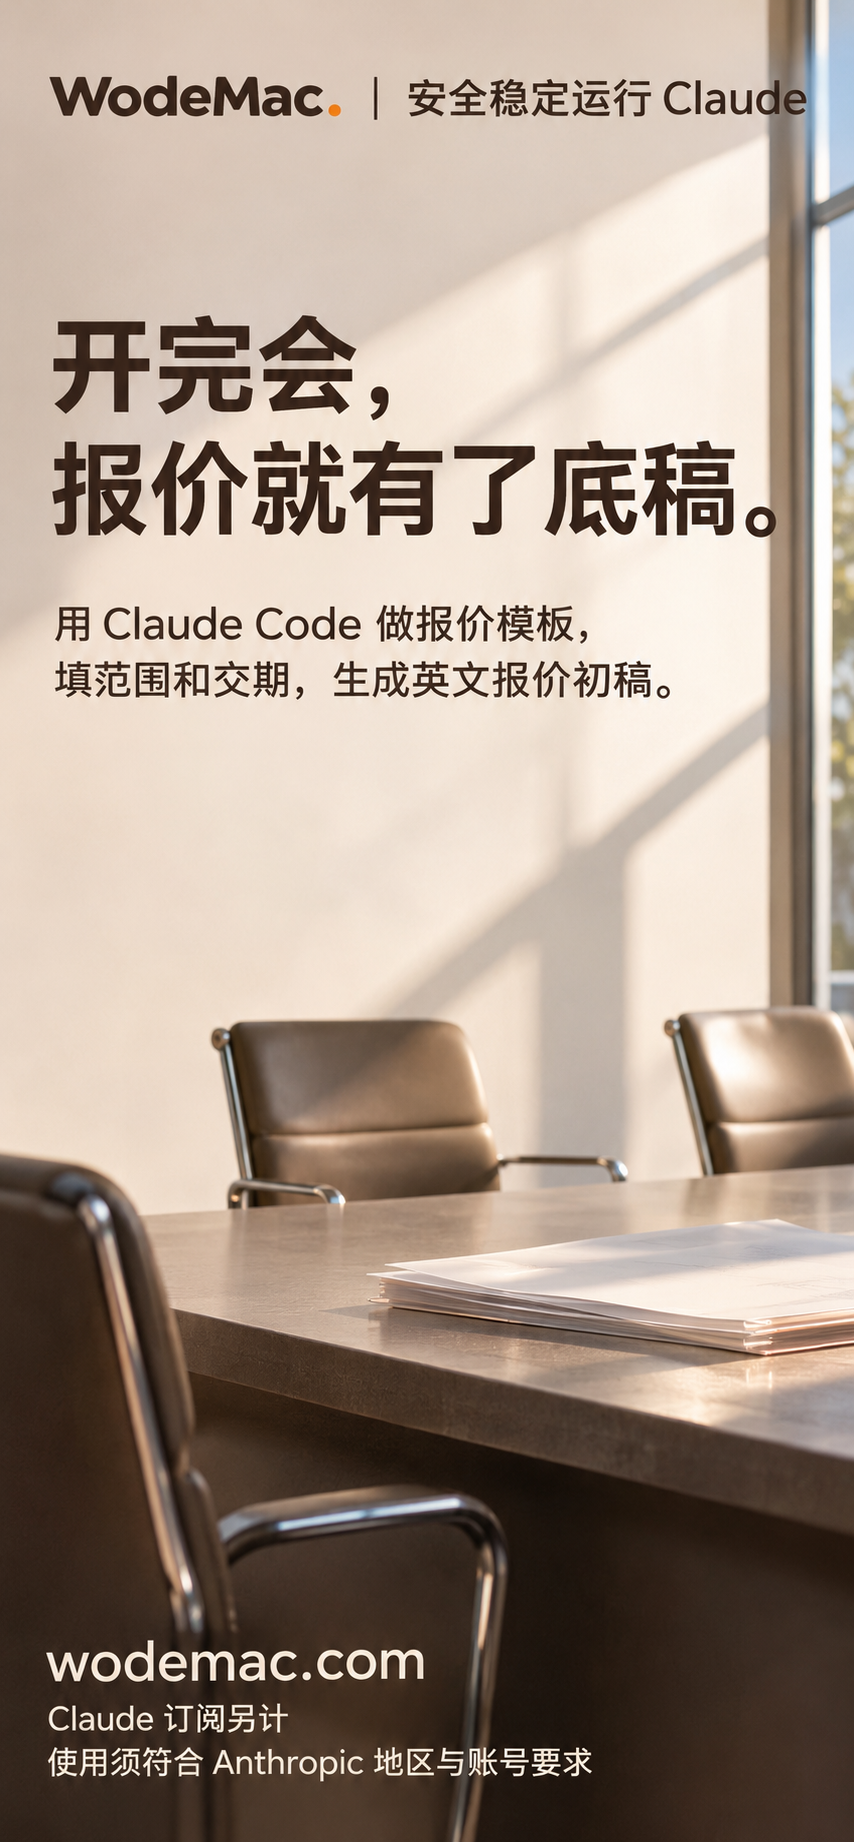 WodeMac. | 安全稳定运行 Claude
开完会，
报价就有了底稿。
用 Claude Code 做报价模板，
填范围和交期，生成英文报价初稿。
wodemac.com
Claude 订阅另计
使用须符合 Anthropic 地区与账号要求